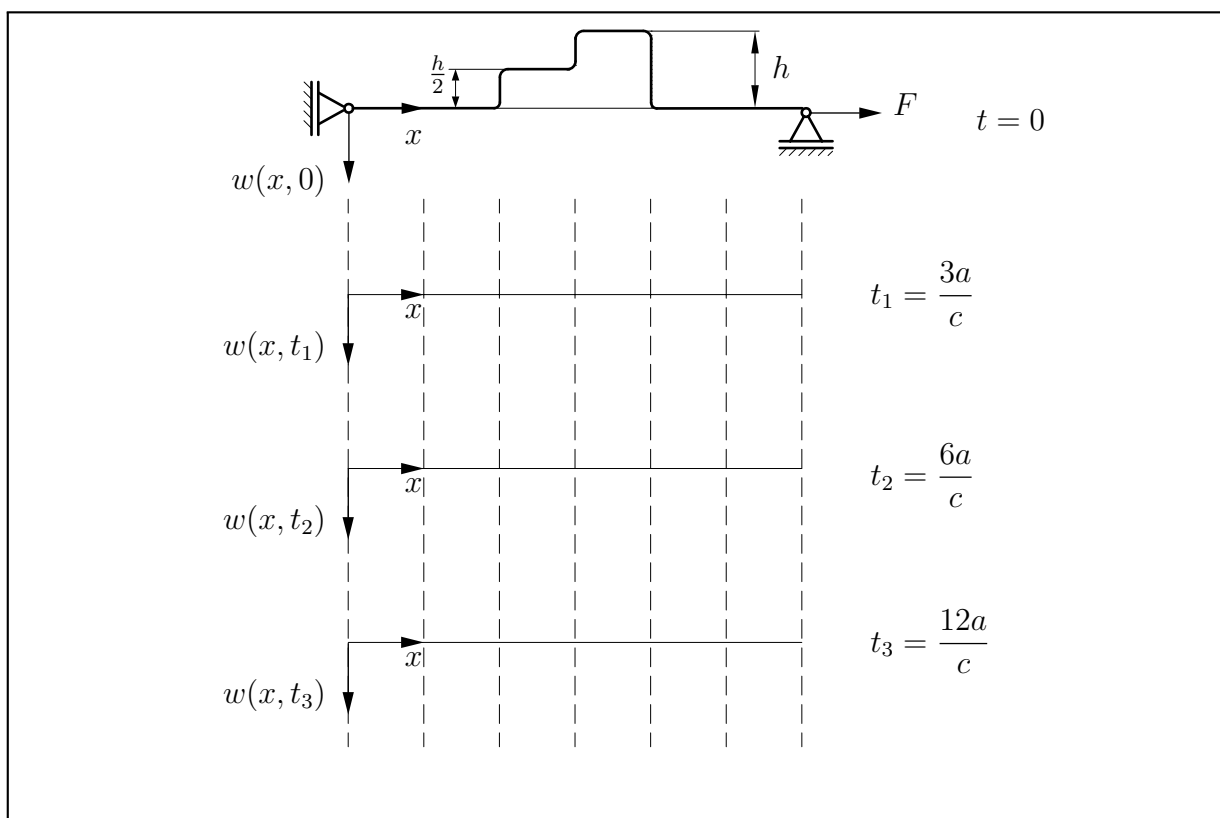 h/2
h
x
F
t = 0
w(x, 0)
x
t₁ = 3a/c
w(x, t₁)
x
t₂ = 6a/c
w(x, t₂)
x
t₃ = 12a/c
w(x, t₃)